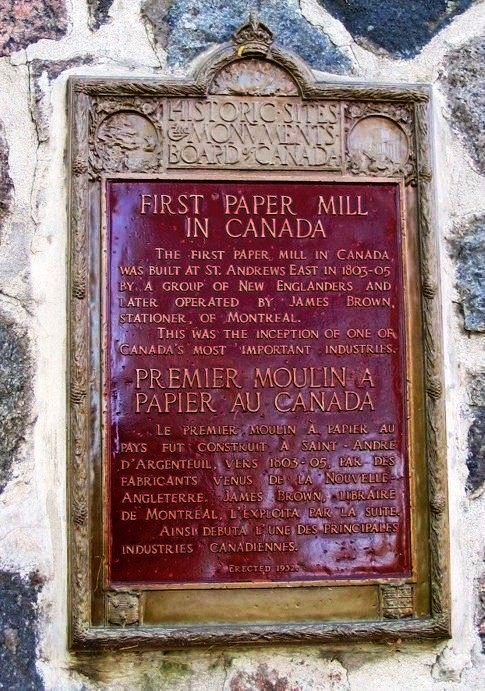 HISTORIC SITES
AND MONUMENTS
BOARD OF CANADA
FIRST PAPER MILL
IN CANADA
THE FIRST PAPER MILL IN CANADA
WAS BUILT AT ST. ANDREWS EAST IN 1803-05
BY A GROUP OF NEW ENGLANDERS AND
LATER OPERATED BY JAMES BROWN,
STATIONER, OF MONTREAL.
THIS WAS THE INCEPTION OF ONE OF
CANADA'S MOST IMPORTANT INDUSTRIES.
PREMIER MOULIN A
PAPIER AU CANADA
LE PREMIER MOULIN À PAPIER AU
PAYS FUT CONSTRUIT À SAINT-ANDRÉ
D'ARGENTEUIL, VERS 1803-05, PAR DES
FABRICANTS VENUS DE LA NOUVELLE-
ANGLETERRE. JAMES BROWN, LIBRAIRE
DE MONTRÉAL, L'EXPLOITA PAR LA SUITE.
AINSI DÉBUTA L'UNE DES PRINCIPALES
INDUSTRIES CANADIENNES.
ERECTED 1932